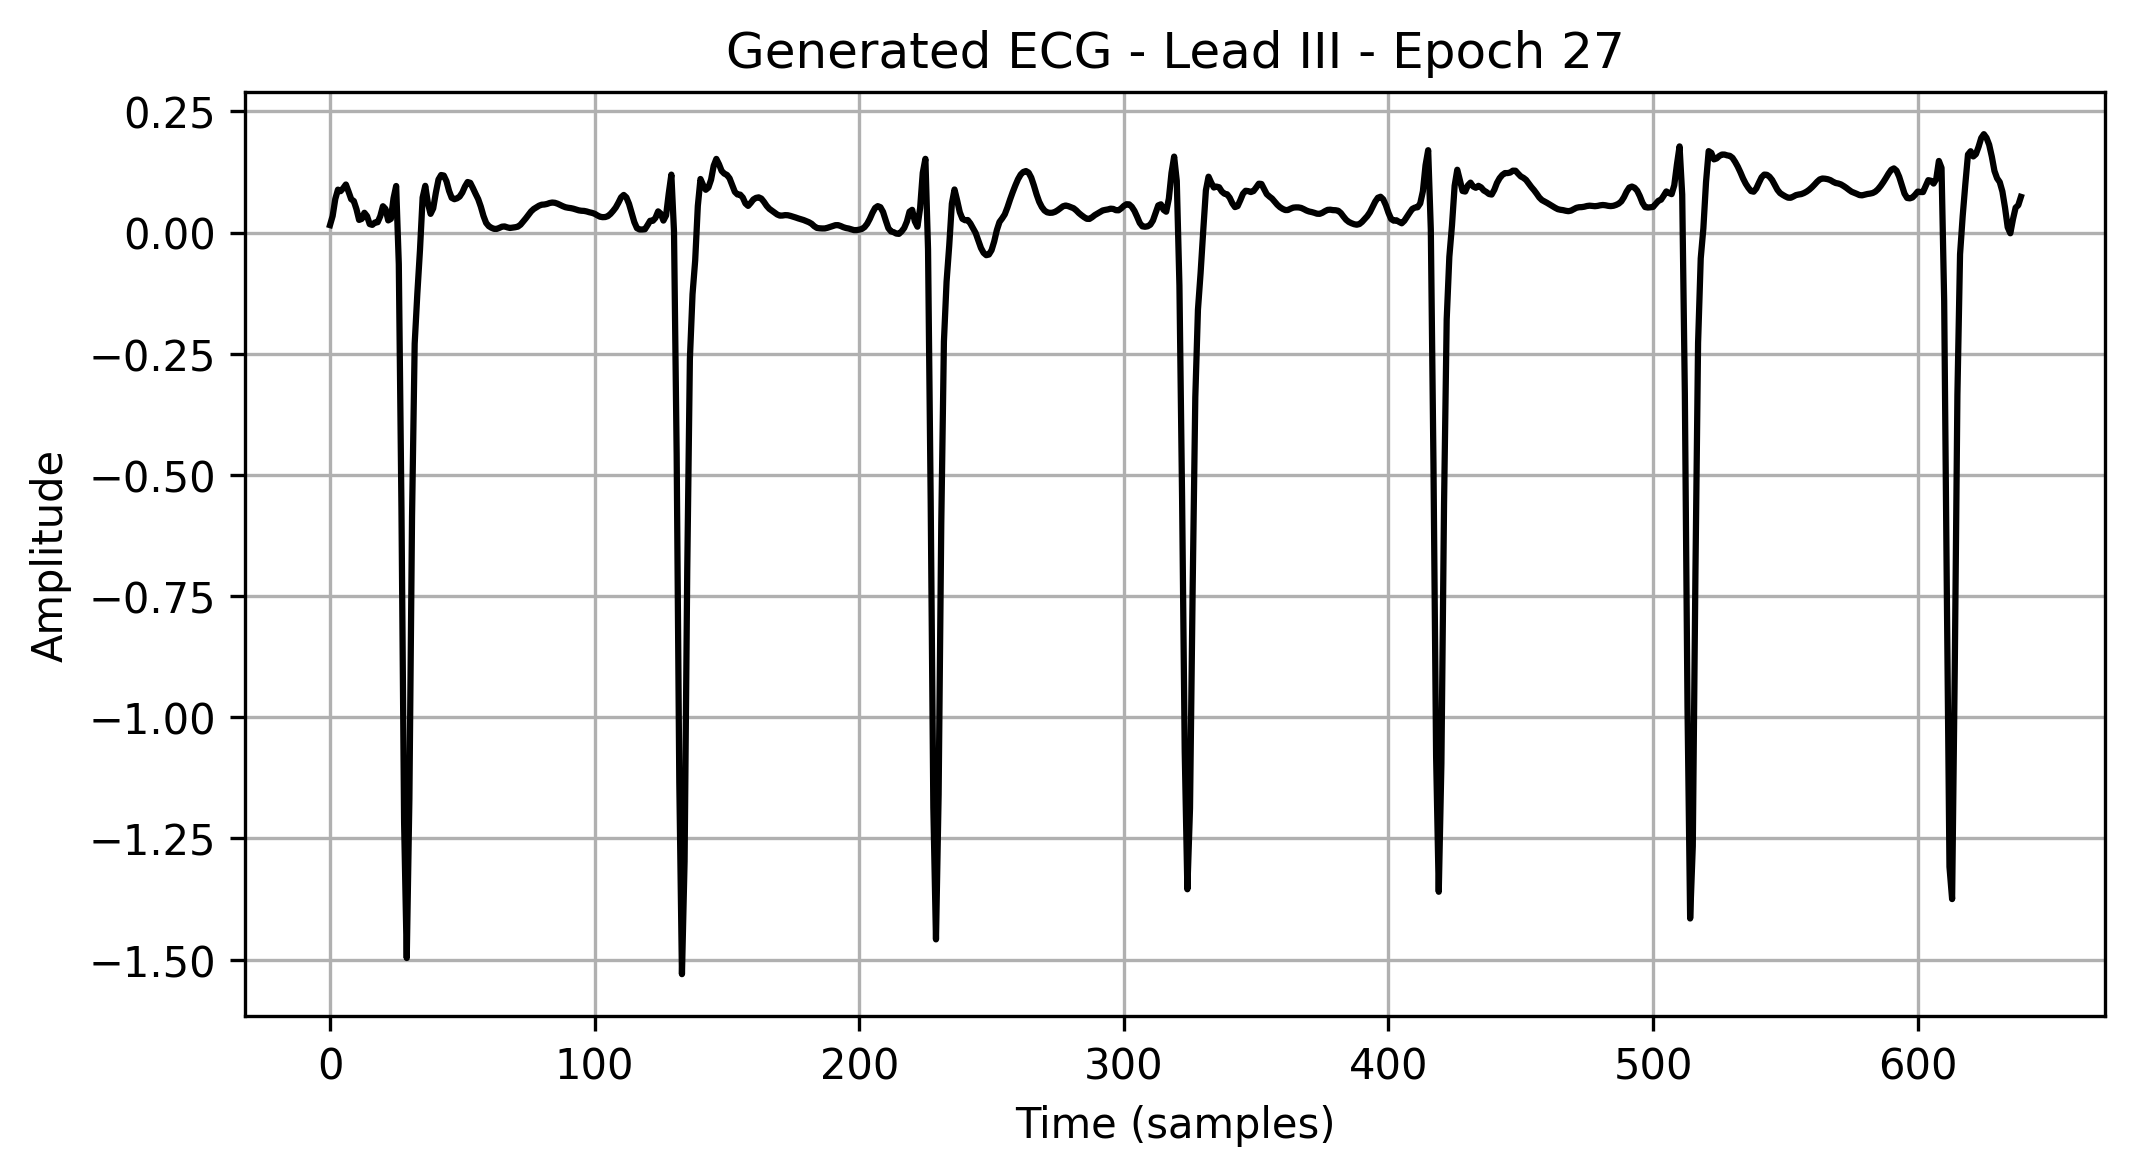 Generated ECG - Lead III - Epoch 27
0.25
0.00
−0.25
−0.50
−0.75
−1.00
−1.25
−1.50
Amplitude
0 100 200 300 400 500 600
Time (samples)